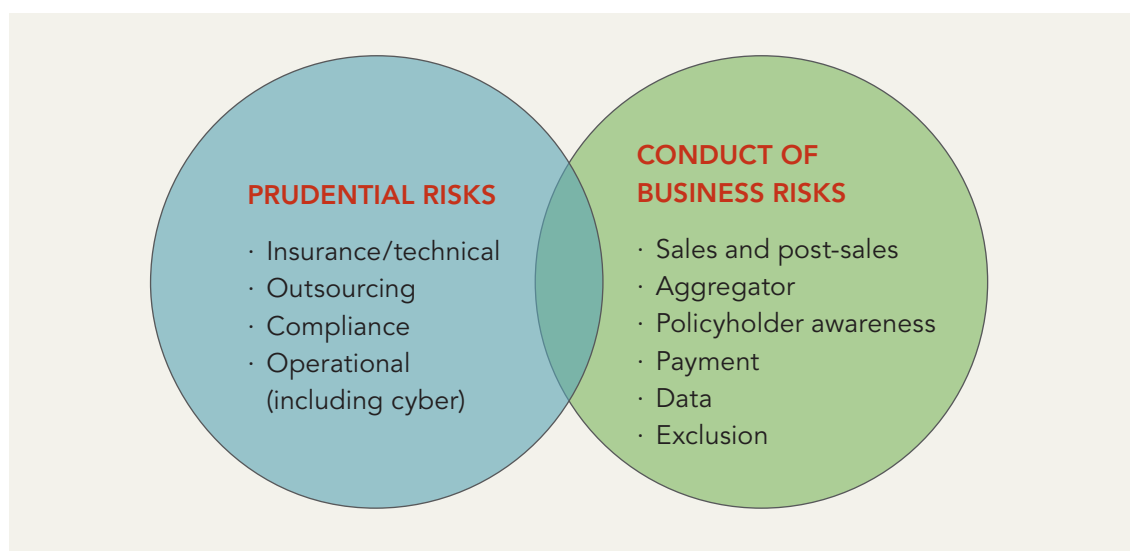 PRUDENTIAL RISKS
· Insurance/technical
· Outsourcing
· Compliance
· Operational
(including cyber)
CONDUCT OF
BUSINESS RISKS
· Sales and post-sales
· Aggregator
· Policyholder awareness
· Payment
· Data
· Exclusion